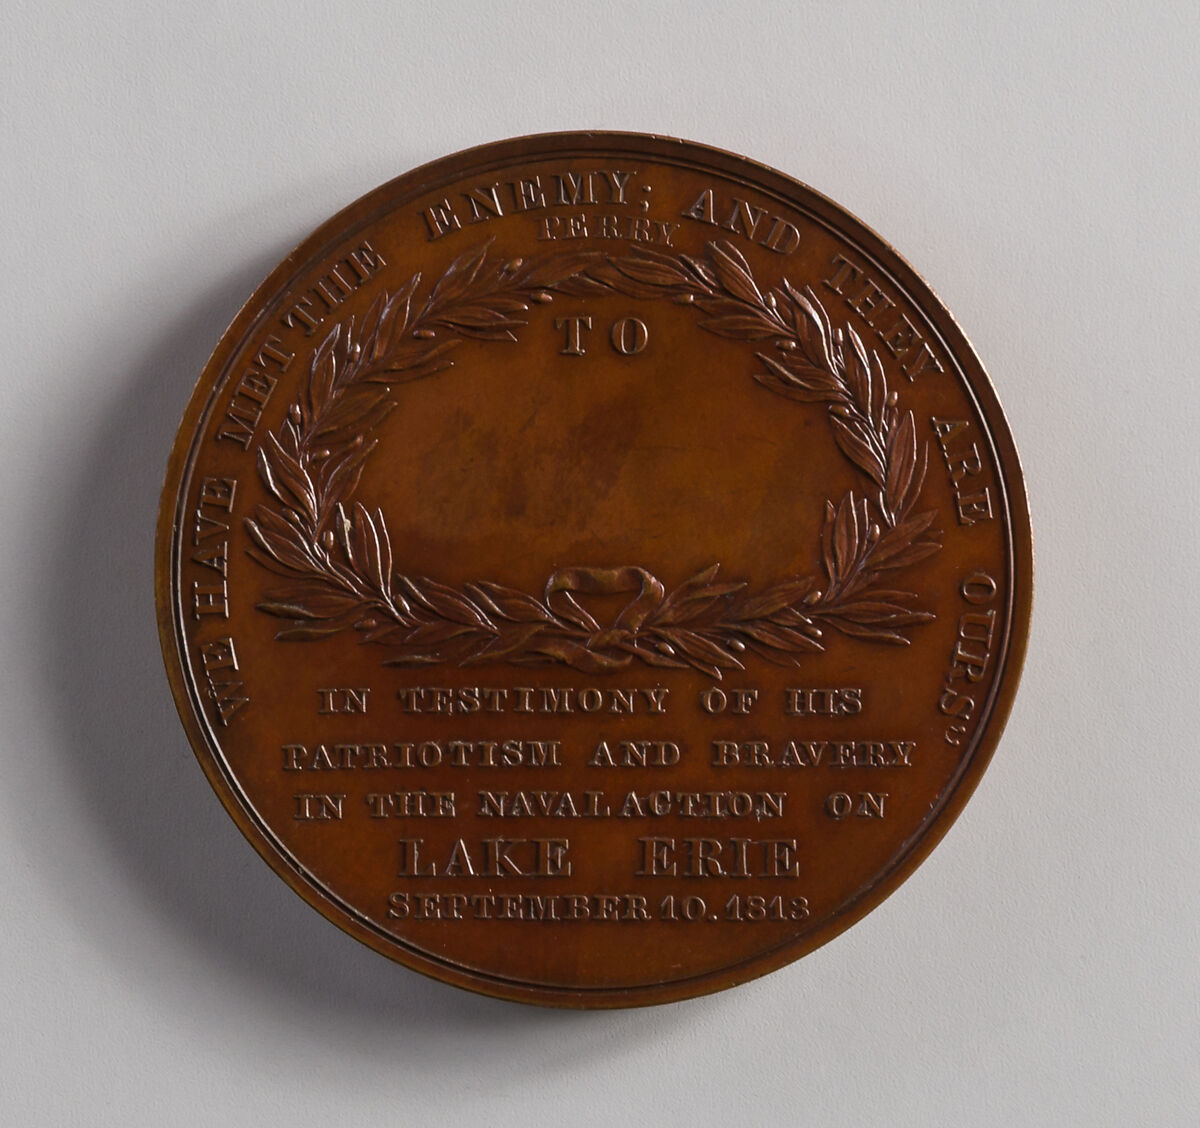 WE HAVE MET THE ENEMY; AND THEY ARE OURS"
PERRY
TO
IN TESTIMONY OF HIS
PATRIOTISM AND BRAVERY
IN THE NAVAL ACTION ON
LAKE ERIE
SEPTEMBER 10. 1813